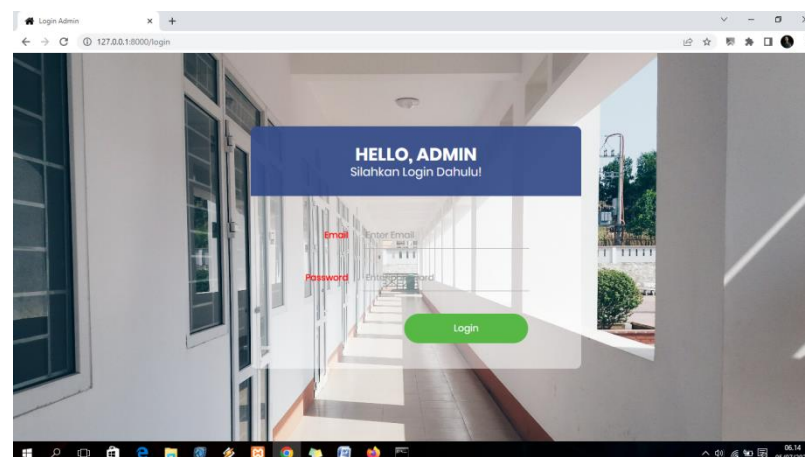 Login Admin
127.0.0.1:8000/login
HELLO, ADMIN
Silahkan Login Dahulu!
Email Enter Email
Password Enter password
Login
06.14